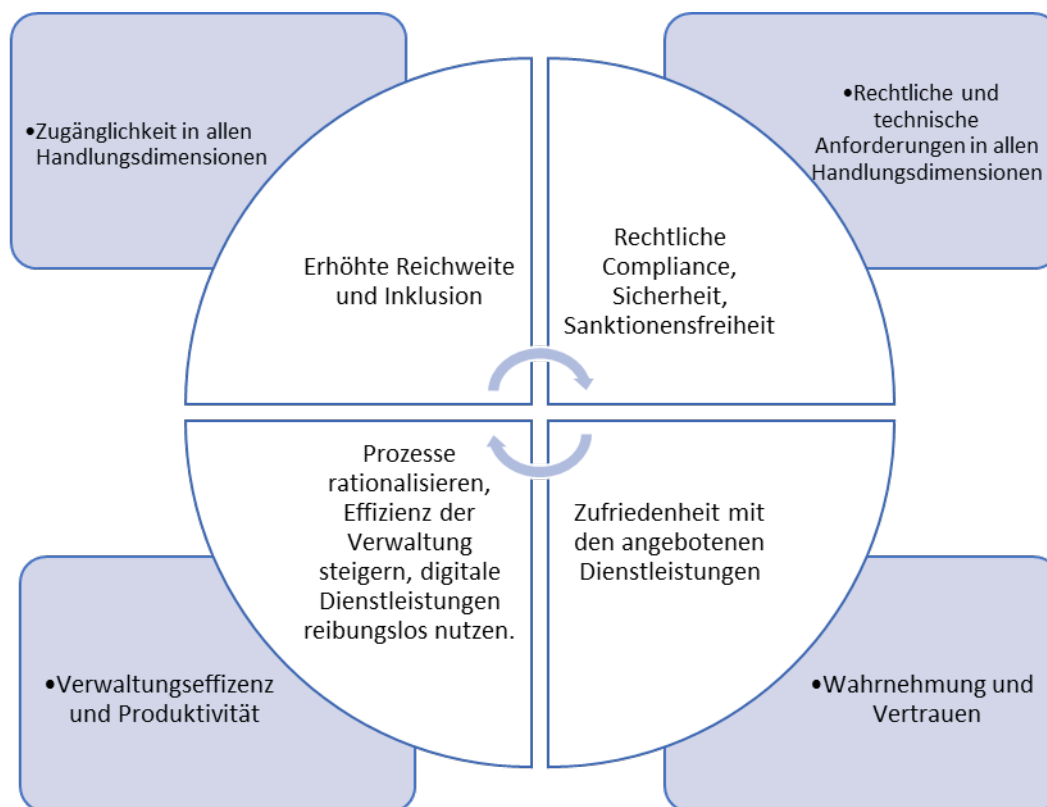 •Zugänglichkeit in allen
Handlungsdimensionen
•Rechtliche und
technische
Anforderungen in allen
Handlungsdimensionen
Erhöhte Reichweite
und Inklusion
Rechtliche
Compliance,
Sicherheit,
Sanktionensfreiheit
Prozesse
rationalisieren,
Effizienz der
Verwaltung
steigern, digitale
Dienstleistungen
reibungslos nutzen.
Zufriedenheit mit
den angebotenen
Dienstleistungen
•Verwaltungseffizenz
und Produktivität
•Wahrnehmung und
Vertrauen